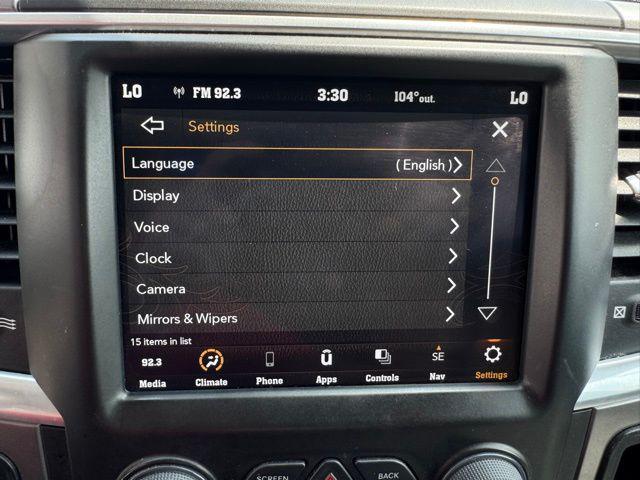 LO FM 92.3 3:30 104°out. LO
Settings
Language (English)
Display
Voice
Clock
Camera
Mirrors & Wipers
15 items in list
92.3 SE
Media Climate Phone Apps Controls Nav Settings
SCREEN BACK